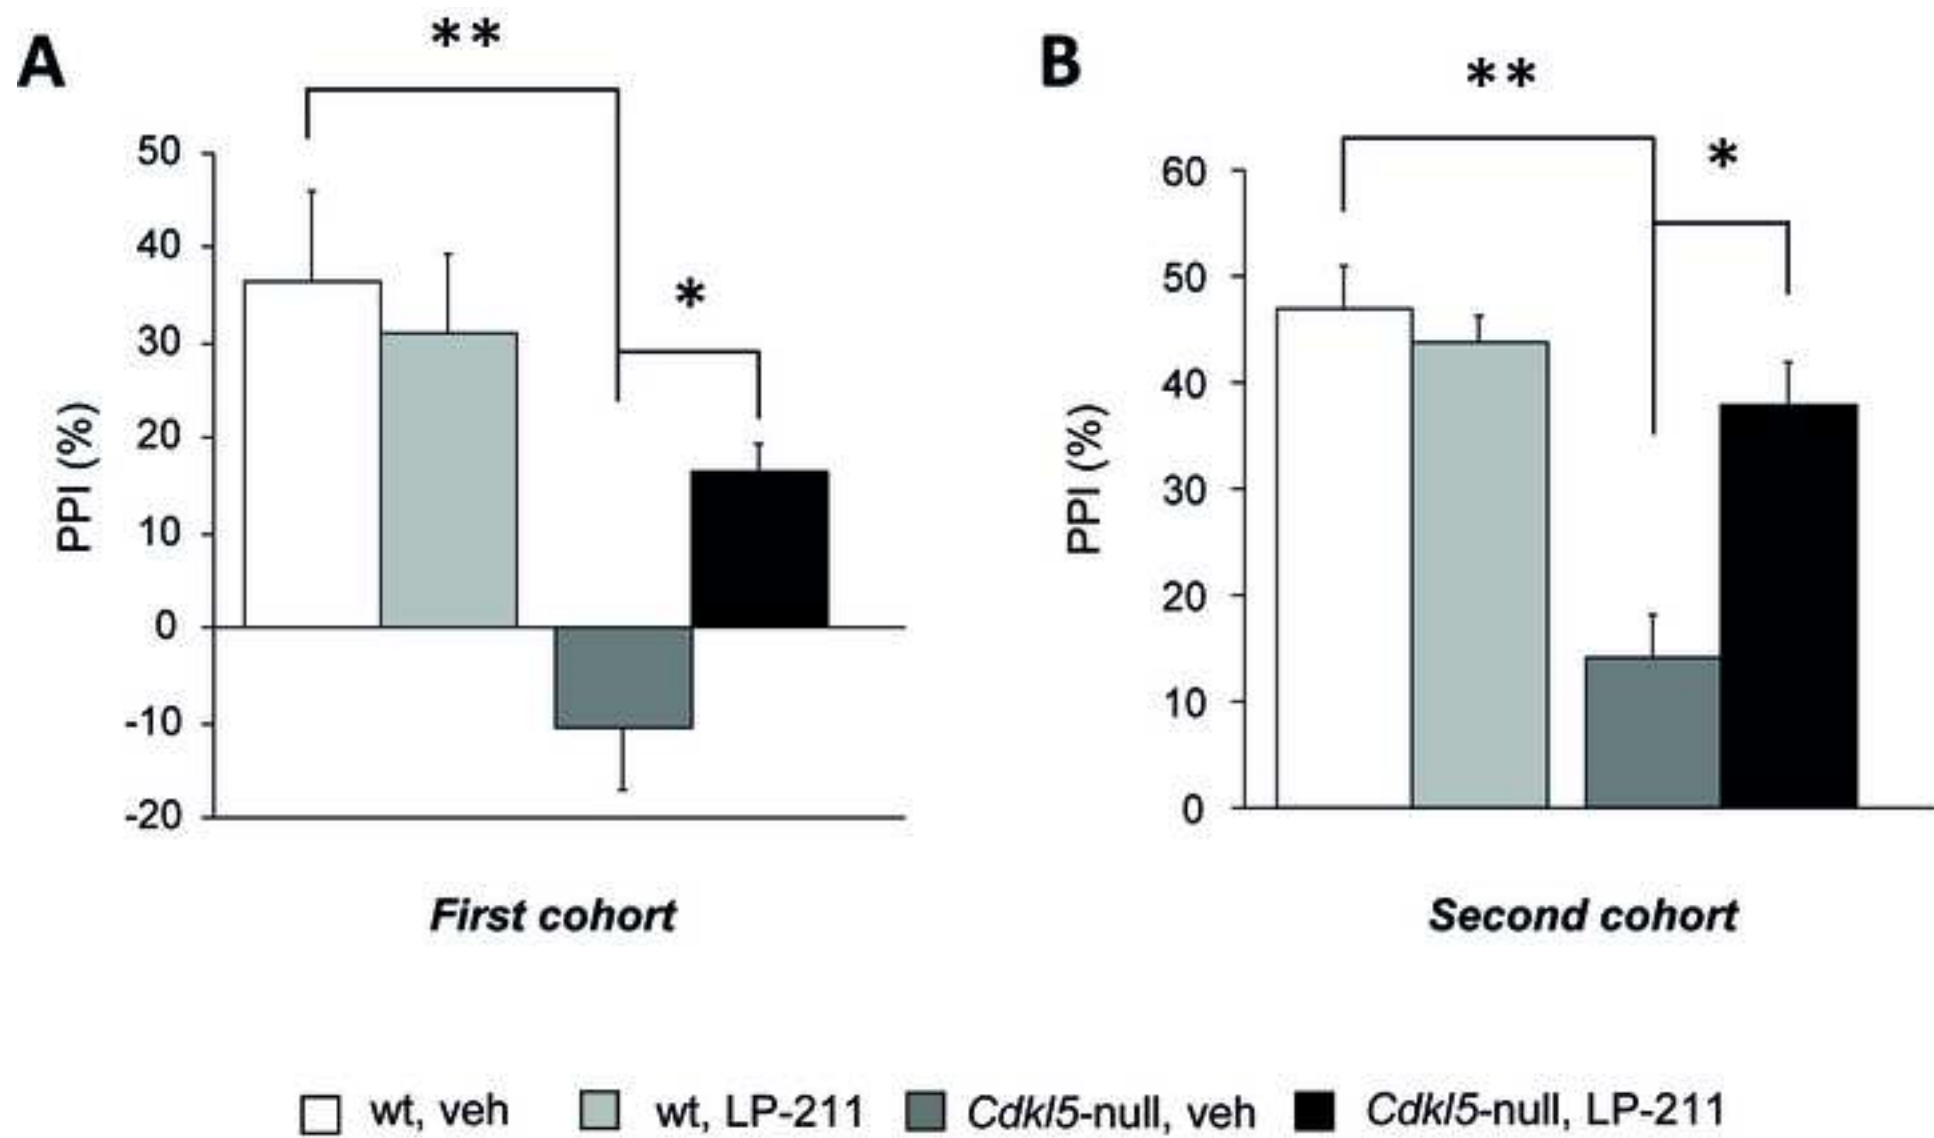 A
**
50
40
30
20
10
0
-10
-20
PPI (%)
*
First cohort
B
**
*
60
50
40
30
20
10
0
PPI (%)
Second cohort
wt, veh
wt, LP-211
Cdkl5-null, veh
Cdkl5-null, LP-211